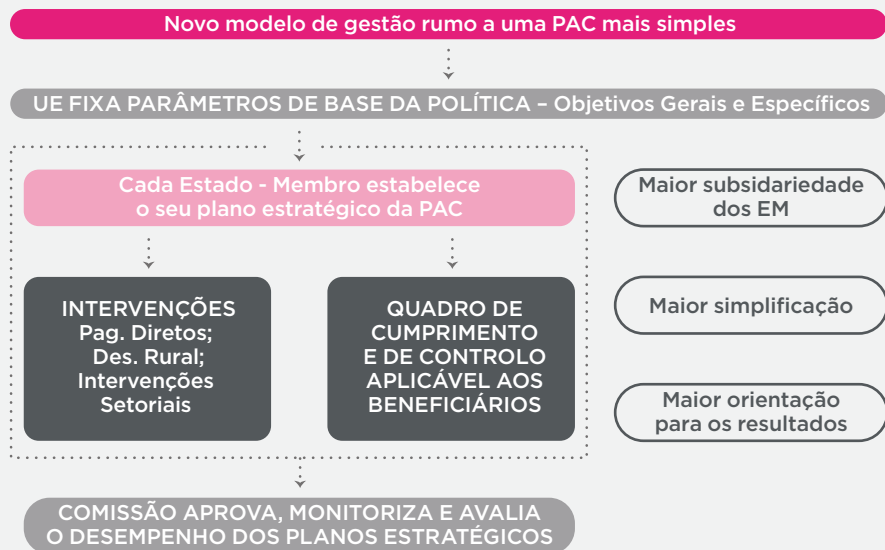 Novo modelo de gestão rumo a uma PAC mais simples
UE FIXA PARÂMETROS DE BASE DA POLÍTICA – Objetivos Gerais e Específicos
Cada Estado - Membro estabelece
o seu plano estratégico da PAC
INTERVENÇÕES
Pag. Diretos;
Des. Rural;
Intervenções
Setoriais
QUADRO DE
CUMPRIMENTO
E DE CONTROLO
APLICÁVEL AOS
BENEFICIÁRIOS
Maior subsidariedade
dos EM
Maior simplificação
Maior orientação
para os resultados
COMISSÃO APROVA, MONITORIZA E AVALIA
O DESEMPENHO DOS PLANOS ESTRATÉGICOS